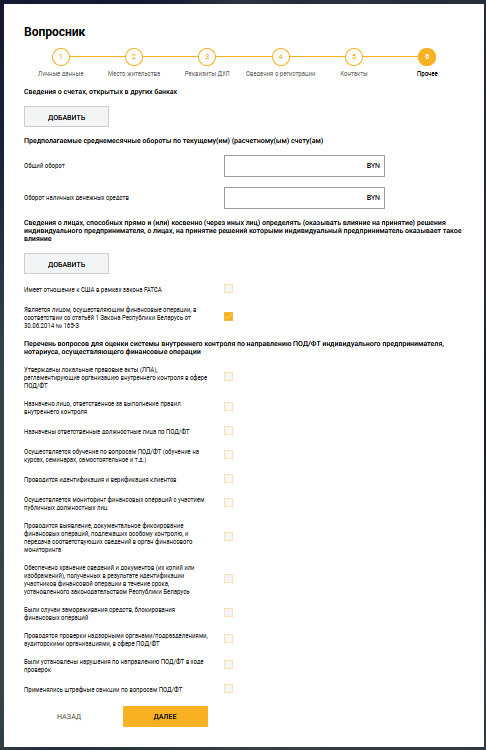 Вопросник
1 2 3 4 5 6
Личные данные Место жительства Реквизиты ДУЛ Сведения о регистрации Контакты Прочее
Сведения о счетах, открытых в других банках
ДОБАВИТЬ
Предполагаемые среднемесячные обороты по текущему(им) (расчетному(ым) счету(ам)
Общий оборот BYN
Оборот наличных денежных средств BYN
Сведения о лицах, способных прямо и (или) косвенно (через иных лиц) определять (оказывать влияние на принятие) решения
индивидуального предпринимателя, о лицах, на принятие решений которыми индивидуальный предприниматель оказывает такое
влияние
ДОБАВИТЬ
Имеет отношение к США в рамках закона FATCA
Является лицом, осуществляющим финансовые операции, в
соответствии со статьёй 1 Закона Республики Беларусь от
30.06.2014 № 165-З
Перечень вопросов для оценки системы внутреннего контроля по направлению ПОД/ФТ индивидуального предпринимателя,
нотариуса, осуществляющего финансовые операции
Утверждены локальные правовые акты (ЛПА),
регламентирующие организацию внутреннего контроля в сфере
ПОД/ФТ
Назначено лицо, ответственное за выполнение правил
внутреннего контроля
Назначены ответственные должностные лица по ПОД/ФТ
Осуществляется обучение по вопросам ПОД/ФТ (обучение на
курсах, семинарах, самостоятельное и т.д.)
Проводится идентификация и верификация клиентов
Осуществляется мониторинг финансовых операций с участием
публичных должностных лиц
Проводится выявление, документальное фиксирование
финансовых операций, подлежащих особому контролю, и
передача соответствующих сведений в орган финансового
мониторинга
Обеспечено хранение сведений и документов (их копий или
изображений), полученных в результате идентификации
участников финансовой операции в течение срока,
установленного законодательством Республики Беларусь
Были случаи замораживания средств, блокирования
финансовых операций
Проводятся проверки надзорными органами/подразделениями,
аудиторскими организациями, в сфере ПОД/ФТ
Были установлены нарушения по направлению ПОД/ФТ в ходе
проверок
Применялись штрафные санкции по вопросам ПОД/ФТ
НАЗАД ДАЛЕЕ